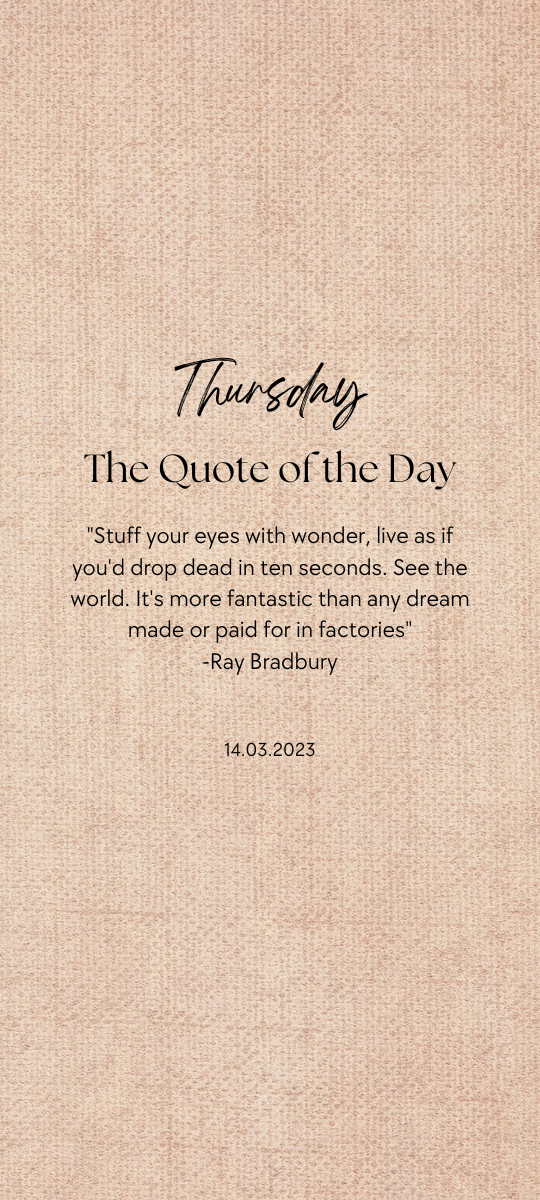 Thursday
The Quote of the Day
"Stuff your eyes with wonder, live as if
you'd drop dead in ten seconds. See the
world. It's more fantastic than any dream
made or paid for in factories"
-Ray Bradbury
14.03.2023